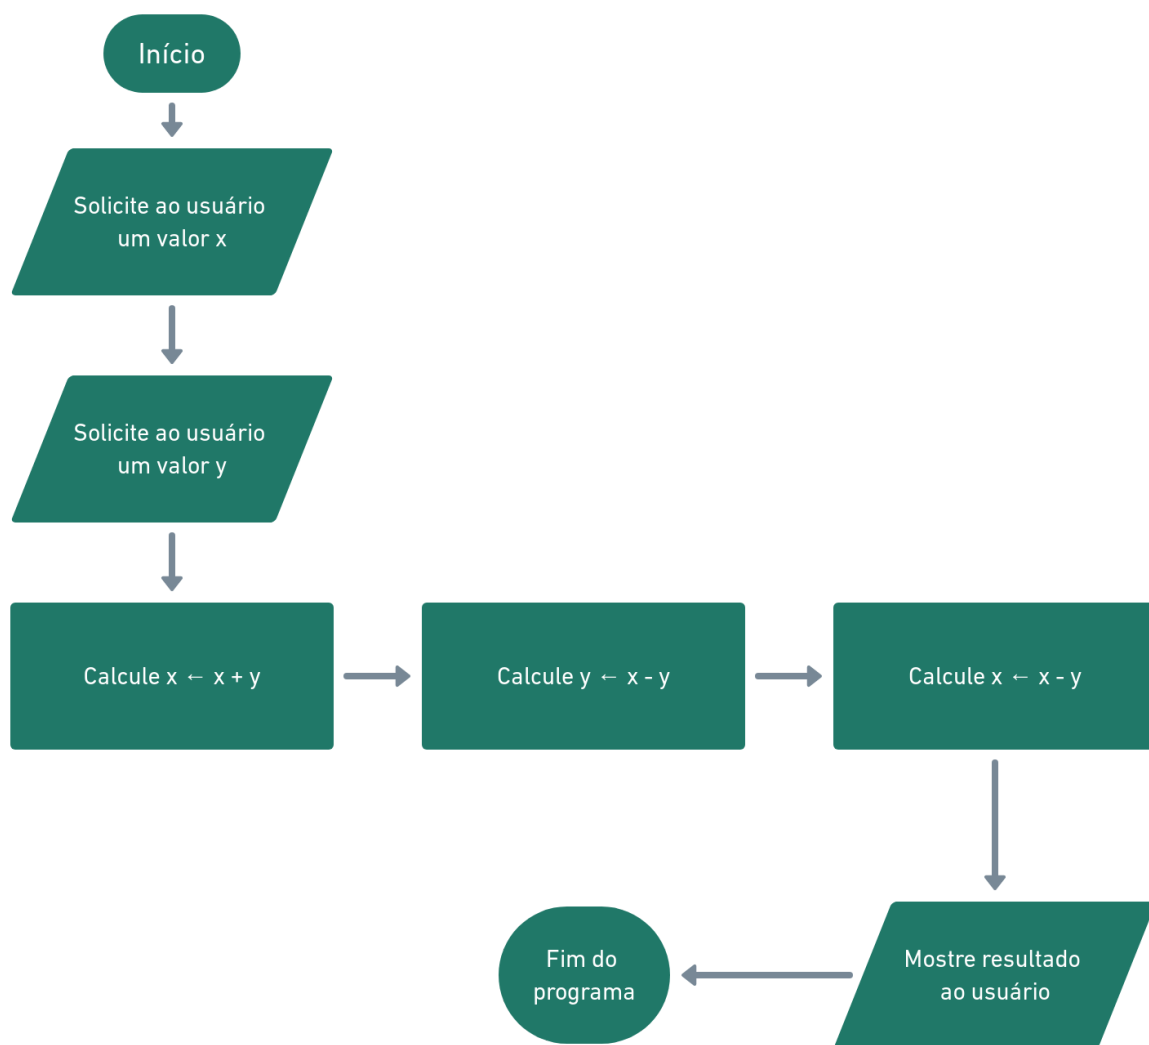 Início
Solicite ao usuário
um valor x
Solicite ao usuário
um valor y
Calcule x ← x + y
Calcule y ← x - y
Calcule x ← x - y
Mostre resultado
ao usuário
Fim do
programa